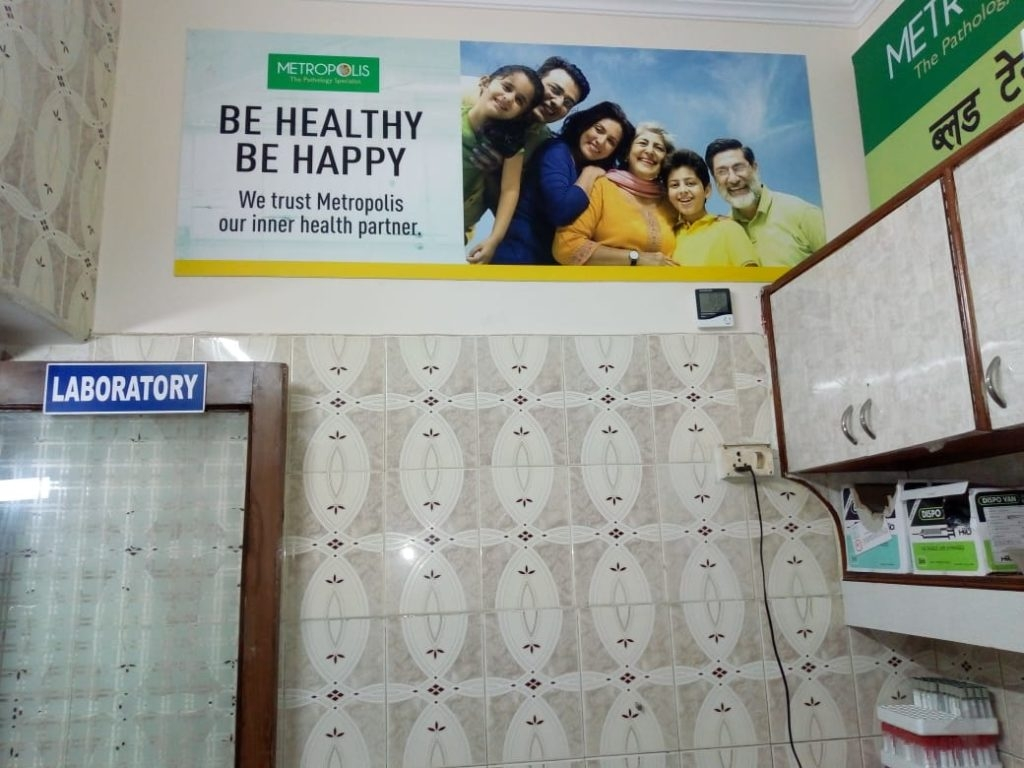 METROPOLIS
The Pathology Specialist
BE HEALTHY
BE HAPPY
We trust Metropolis
our inner health partner.
METR
The Pathology
ब्लड टे
LABORATORY
DISPO
DISPO VAN